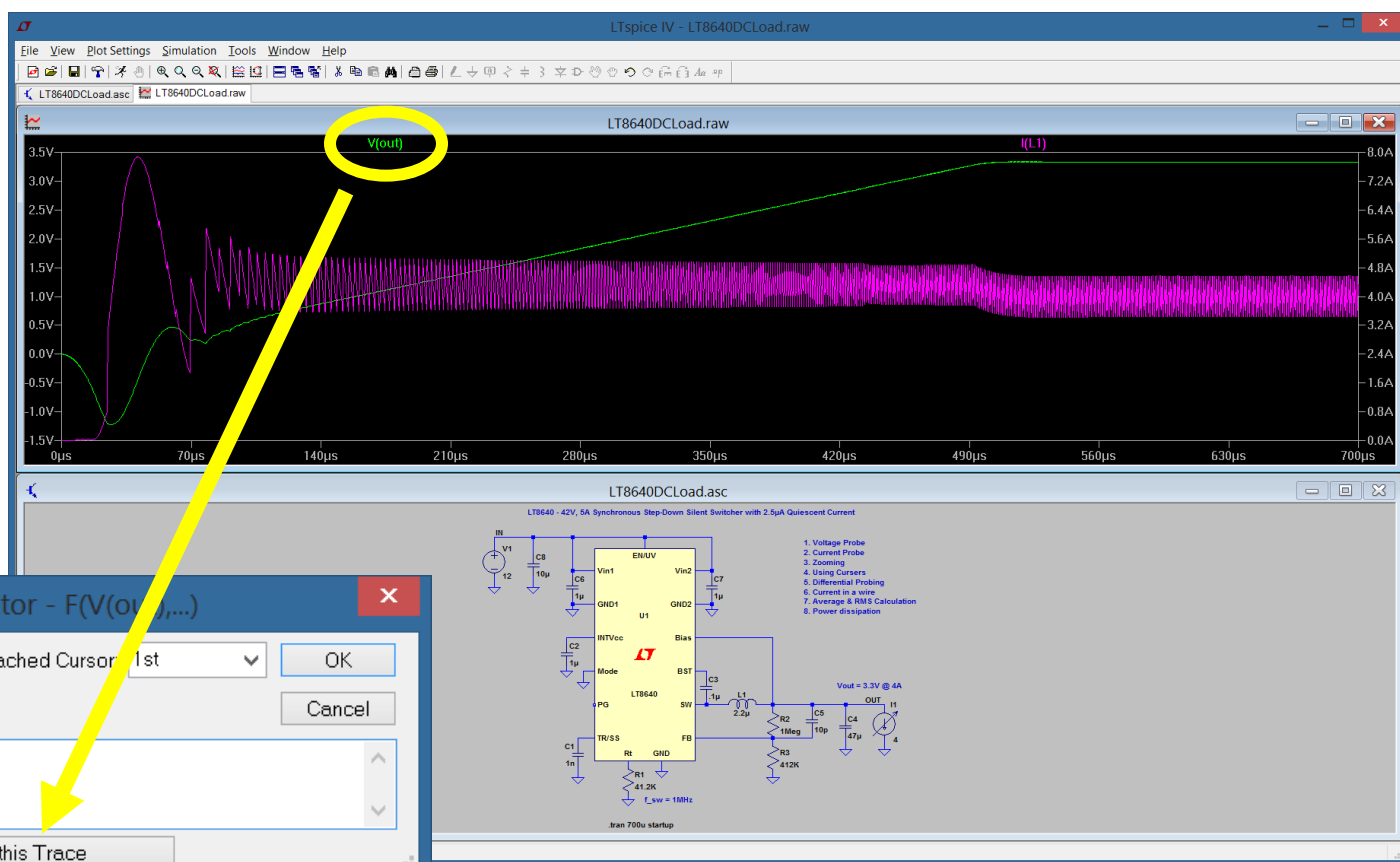 LTspice IV - LT8640DCLoad.raw
File View Plot Settings Simulation Tools Window Help
LT8640DCLoad.asc LT8640DCLoad.raw
LT8640DCLoad.raw
V(out) I(L1)
3.5V 8.0A
3.0V 7.2A
2.5V 6.4A
2.0V 5.6A
1.5V 4.8A
1.0V 4.0A
0.5V 3.2A
0.0V 2.4A
-0.5V 1.6A
-1.0V 0.8A
-1.5V 0.0A
0µs 70µs 140µs 210µs 280µs 350µs 420µs 490µs 560µs 630µs 700µs
LT8640DCLoad.asc
LT8640 - 42V, 5A Synchronous Step-Down Silent Switcher with 2.5µA Quiescent Current
1. Voltage Probe
2. Current Probe
3. Zooming
4. Using Cursers
5. Differential Probing
6. Current in a wire
7. Average & RMS Calculation
8. Power dissipation
IN
V1
12
C8
10µ
C6
1µ
EN/UV
Vin1 Vin2
C7
1µ
GND1 GND2
U1
INTVcc Bias
C2
1µ
LT
Mode BST
C3
.1µ
LT8640
PG SW
L1
2.2µ
Vout = 3.3V @ 4A
OUT
I1
4
R2
1Meg
C5
10p
C4
47µ
TR/SS FB
C1
1n
Rt GND
R3
412K
R1
41.2K
f_sw = 1MHz
.tran 700u startup
tor - F(V(out),...)
ached Cursor: 1st OK
Cancel
this Trace